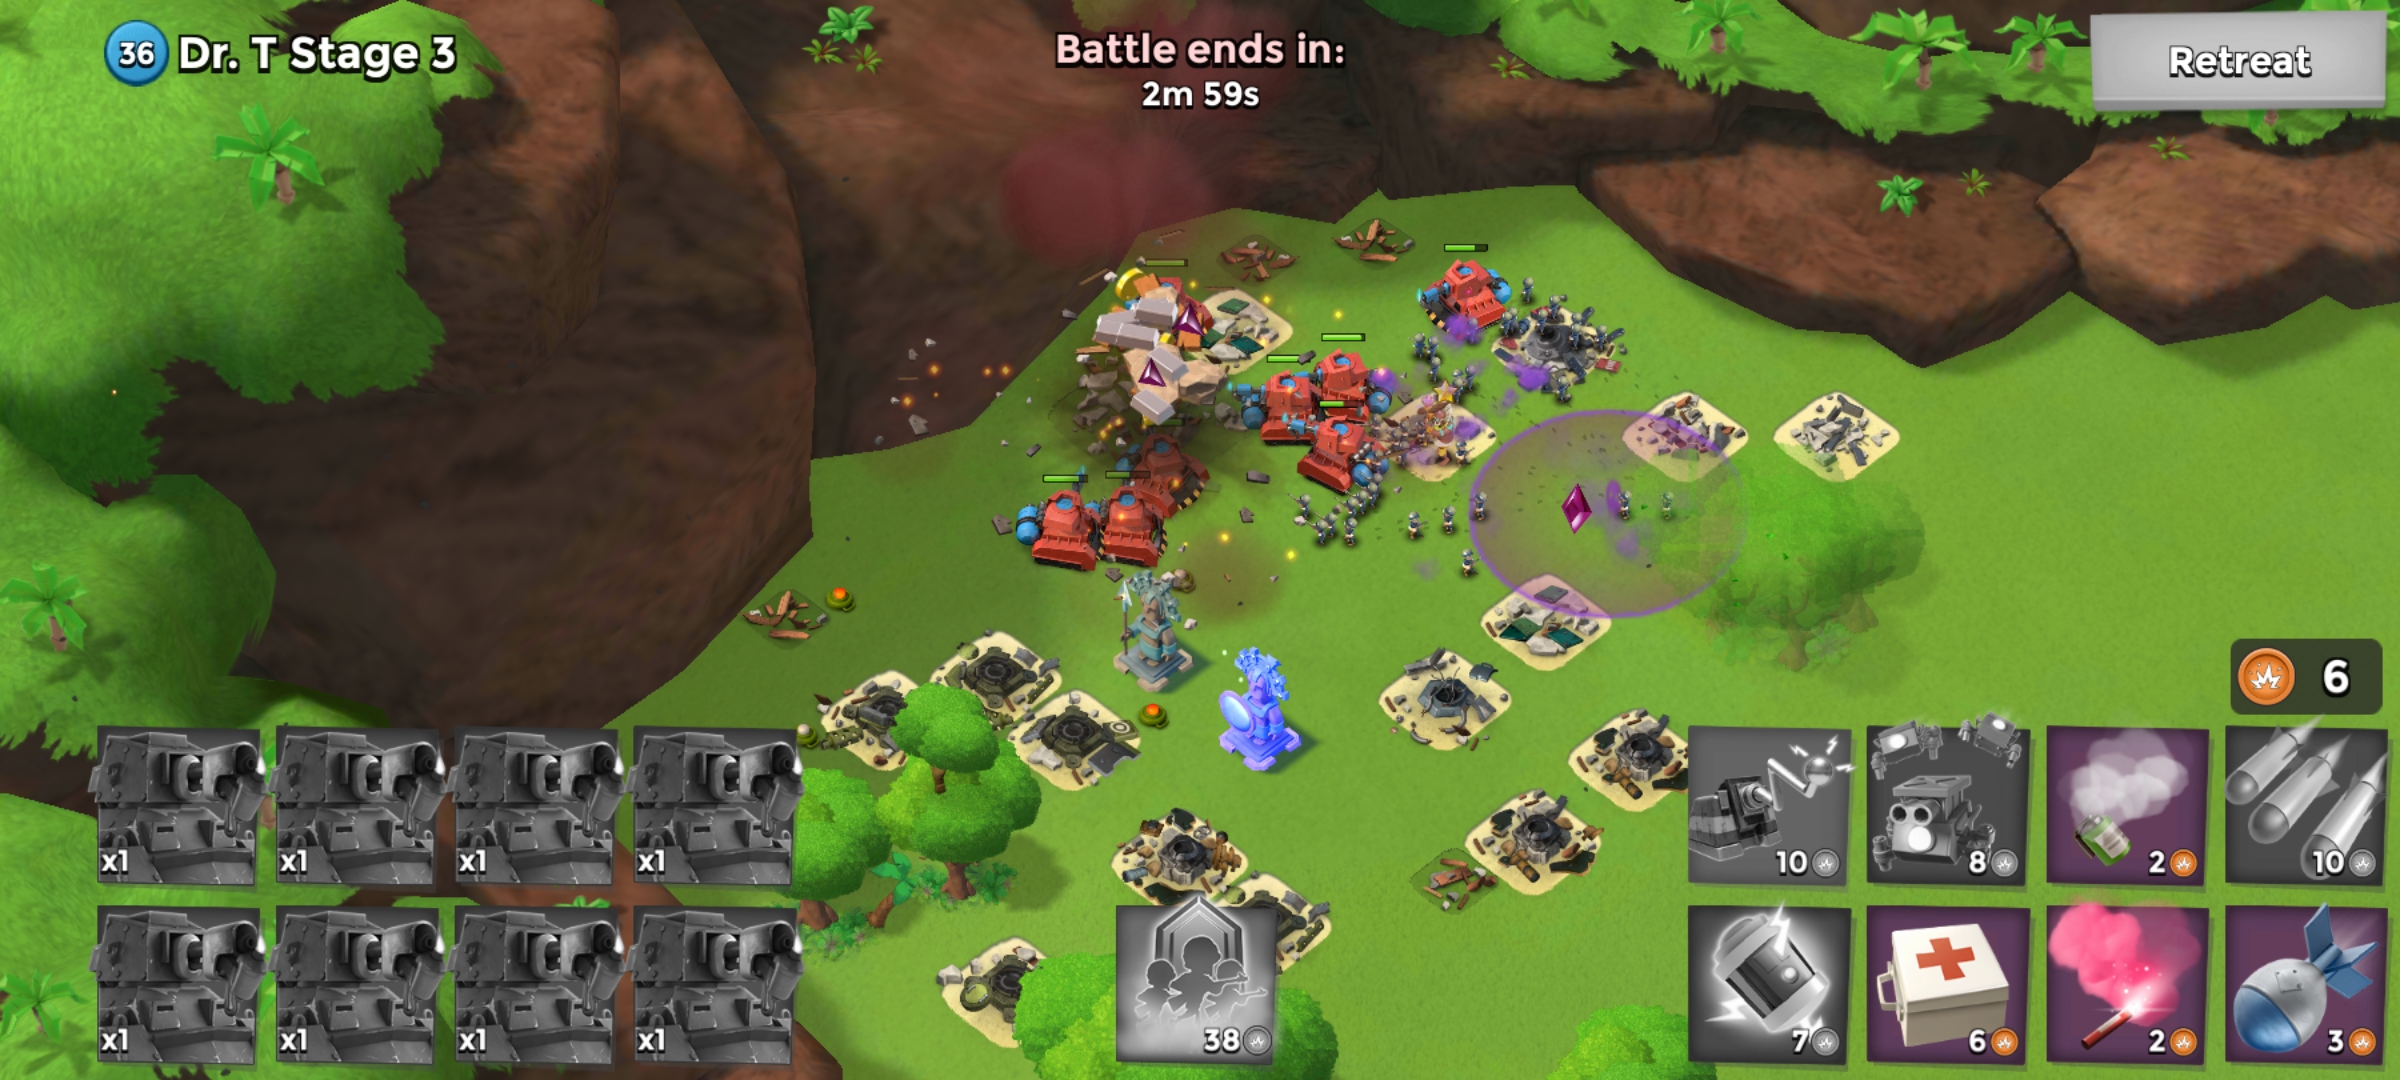 36 Dr. T Stage 3
Battle ends in:
2m 59s
Retreat
6
x1 x1 x1 x1
10 8 2 10
x1 x1 x1 x1
38
7 6 2 3